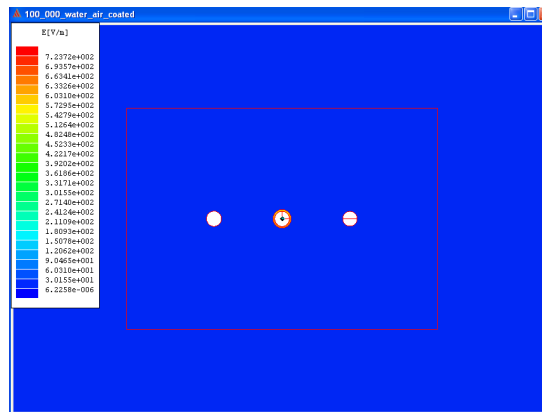 100_000_water_air_coated
E[V/m]
7.2372e+002
6.9357e+002
6.6341e+002
6.3326e+002
6.0310e+002
5.7295e+002
5.4279e+002
5.1264e+002
4.8248e+002
4.5233e+002
4.2217e+002
3.9202e+002
3.6186e+002
3.3171e+002
3.0155e+002
2.7140e+002
2.4124e+002
2.1109e+002
1.8093e+002
1.5078e+002
1.2062e+002
9.0465e+001
6.0310e+001
3.0155e+001
6.2258e-006